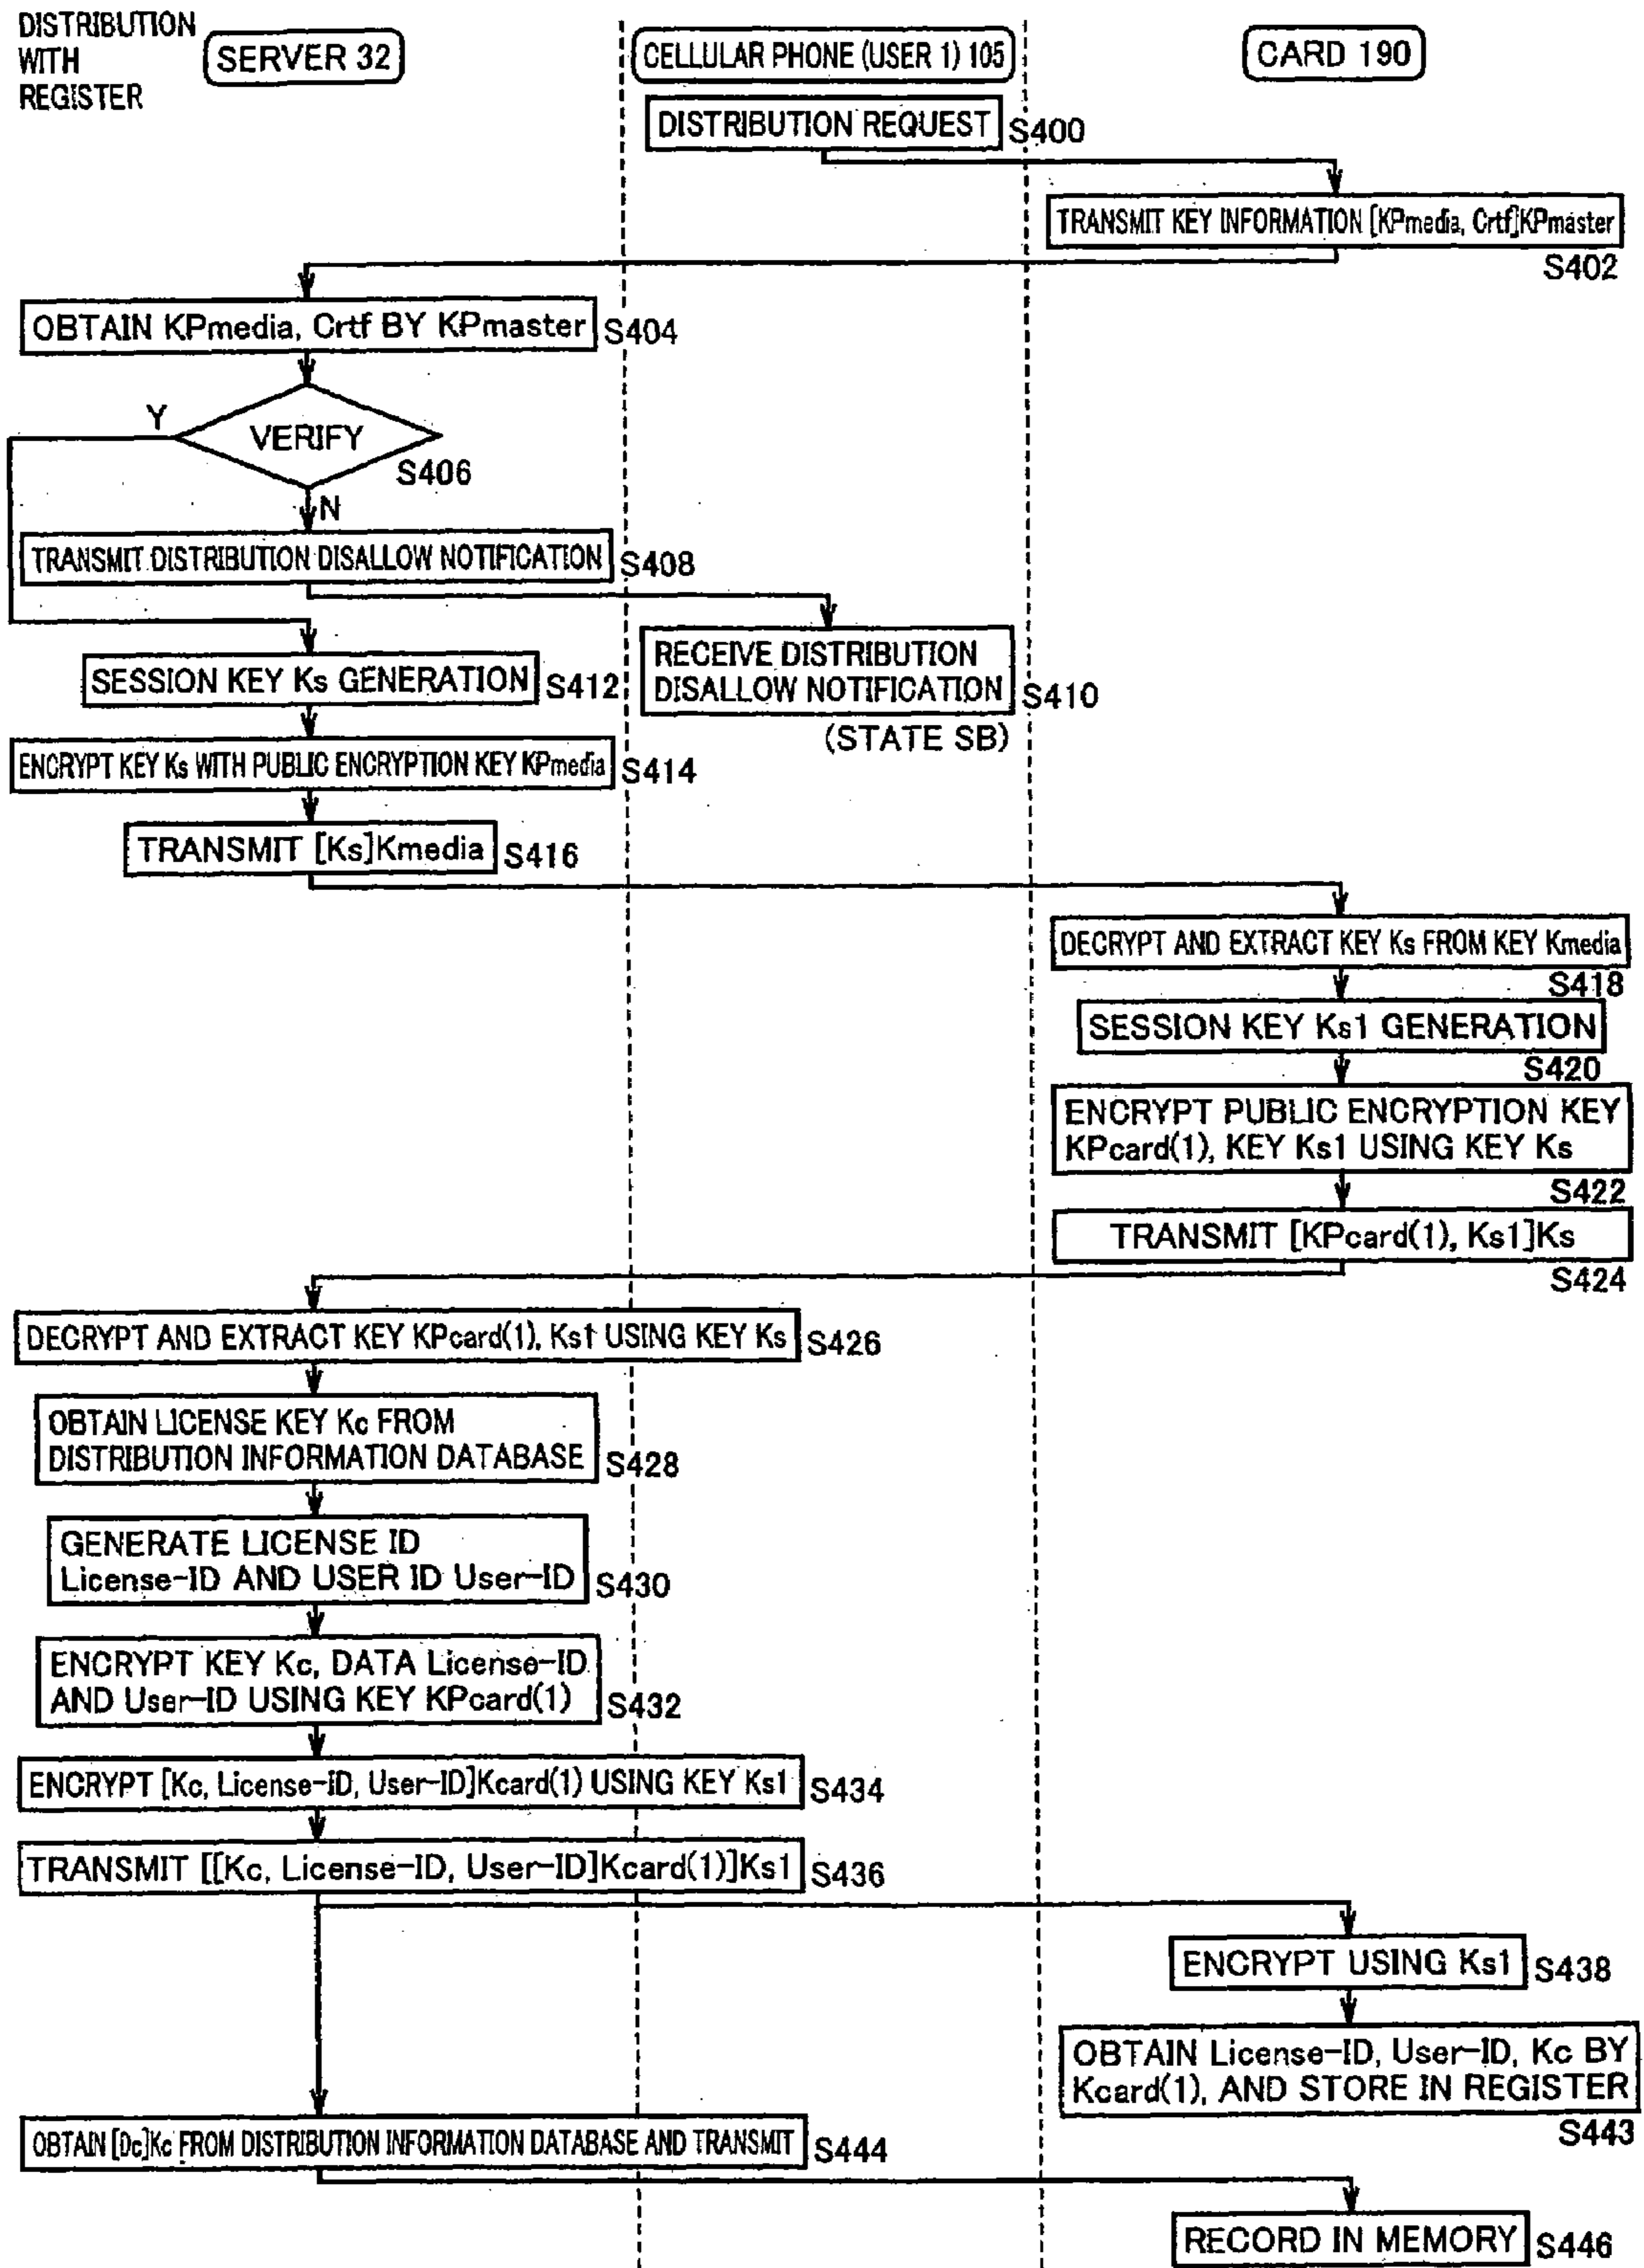 DISTRIBUTION
WITH
REGISTER
SERVER 32
CELLULAR PHONE (USER 1) 105
CARD 190
DISTRIBUTION REQUEST
S400
TRANSMIT KEY INFORMATION [KPmedia, Crtf]KPmaster
S402
OBTAIN KPmedia, Crtf BY KPmaster
S404
Y
VERIFY
S406
N
TRANSMIT DISTRIBUTION DISALLOW NOTIFICATION
S408
RECEIVE DISTRIBUTION
DISALLOW NOTIFICATION
S410
(STATE SB)
SESSION KEY Ks GENERATION
S412
ENCRYPT KEY Ks WITH PUBLIC ENCRYPTION KEY KPmedia
S414
TRANSMIT [Ks]Kmedia
S416
DECRYPT AND EXTRACT KEY Ks FROM KEY Kmedia
S418
SESSION KEY Ks1 GENERATION
S420
ENCRYPT PUBLIC ENCRYPTION KEY
KPcard(1), KEY Ks1 USING KEY Ks
S422
TRANSMIT [KPcard(1), Ks1]Ks
S424
DECRYPT AND EXTRACT KEY KPcard(1), Ks1 USING KEY Ks
S426
OBTAIN LICENSE KEY Kc FROM
DISTRIBUTION INFORMATION DATABASE
S428
GENERATE LICENSE ID
License-ID AND USER ID User-ID
S430
ENCRYPT KEY Kc, DATA License-ID
AND User-ID USING KEY KPcard(1)
S432
ENCRYPT [Kc, License-ID, User-ID]Kcard(1) USING KEY Ks1
S434
TRANSMIT [[Kc, License-ID, User-ID]Kcard(1)]Ks1
S436
ENCRYPT USING Ks1
S438
OBTAIN License-ID, User-ID, Kc BY
Kcard(1), AND STORE IN REGISTER
S443
OBTAIN [Dc]Kc FROM DISTRIBUTION INFORMATION DATABASE AND TRANSMIT
S444
RECORD IN MEMORY
S446